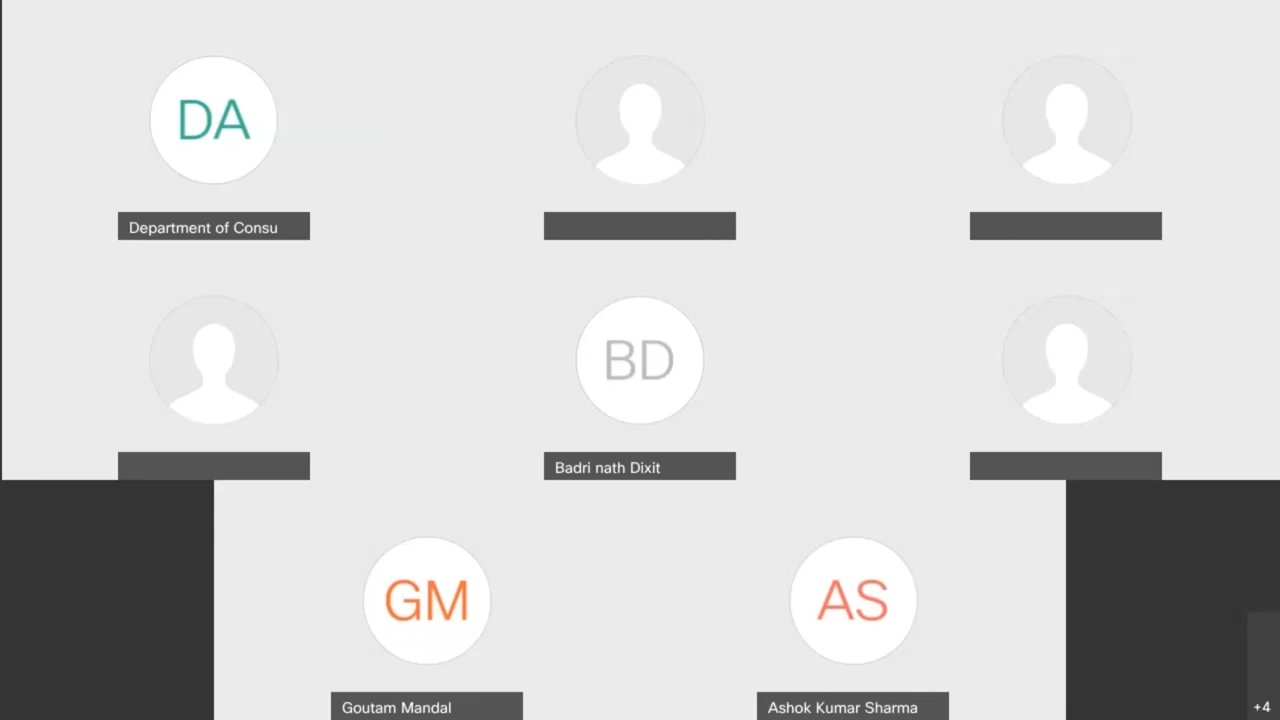 DA
Department of Consu
BD
Badri nath Dixit
GM
AS
Goutam Mandal
Ashok Kumar Sharma
+4